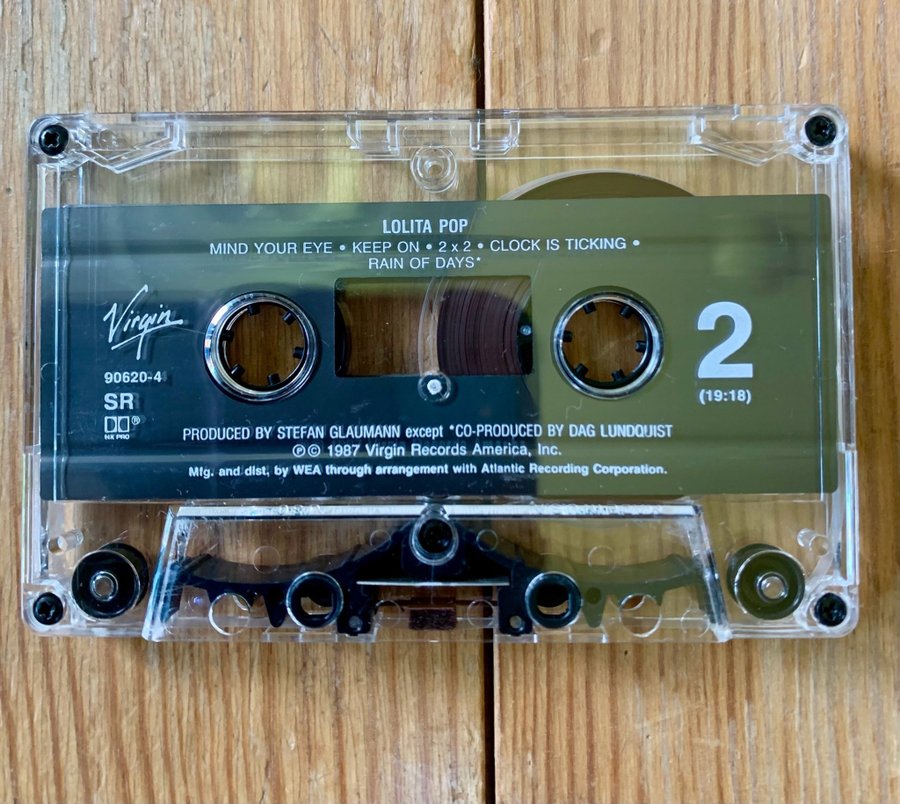 LOLITA POP
MIND YOUR EYE • KEEP ON • 2 x 2 • CLOCK IS TICKING •
RAIN OF DAYS*
Virgin
2
90620-4
SR
(19:18)
DD®
HX PRO
PRODUCED BY STEFAN GLAUMANN except *CO-PRODUCED BY DAG LUNDQUIST
℗© 1987 Virgin Records America, Inc.
Mfg. and dist. by WEA through arrangement with Atlantic Recording Corporation.